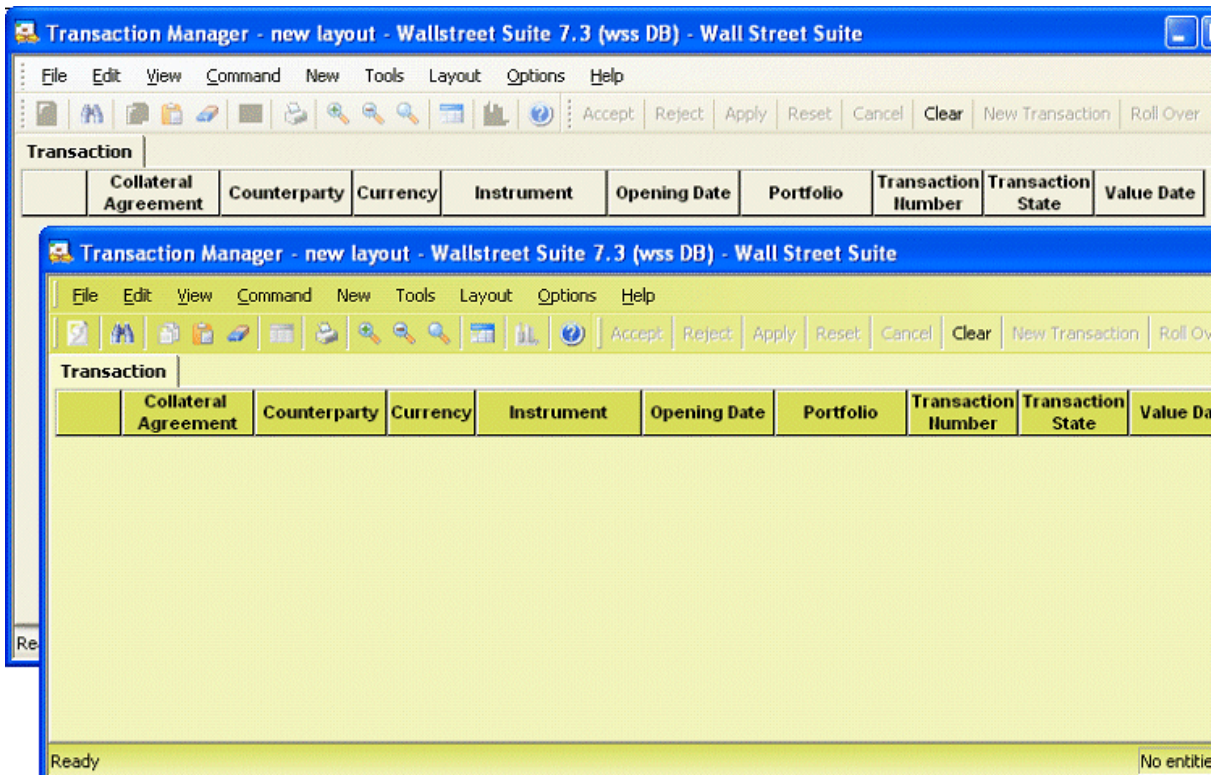 Transaction Manager - new layout - Wallstreet Suite 7.3 (wss DB) - Wall Street Suite
File Edit View Command New Tools Layout Options Help
Accept Reject Apply Reset Cancel Clear New Transaction Roll Over
Transaction
Collateral Agreement Counterparty Currency Instrument Opening Date Portfolio Transaction Number Transaction State Value Date
Transaction Manager - new layout - Wallstreet Suite 7.3 (wss DB) - Wall Street Suite
File Edit View Command New Tools Layout Options Help
Accept Reject Apply Reset Cancel Clear New Transaction Roll Ov
Transaction
Collateral Agreement Counterparty Currency Instrument Opening Date Portfolio Transaction Number Transaction State Value Da
Re
Ready No entitie